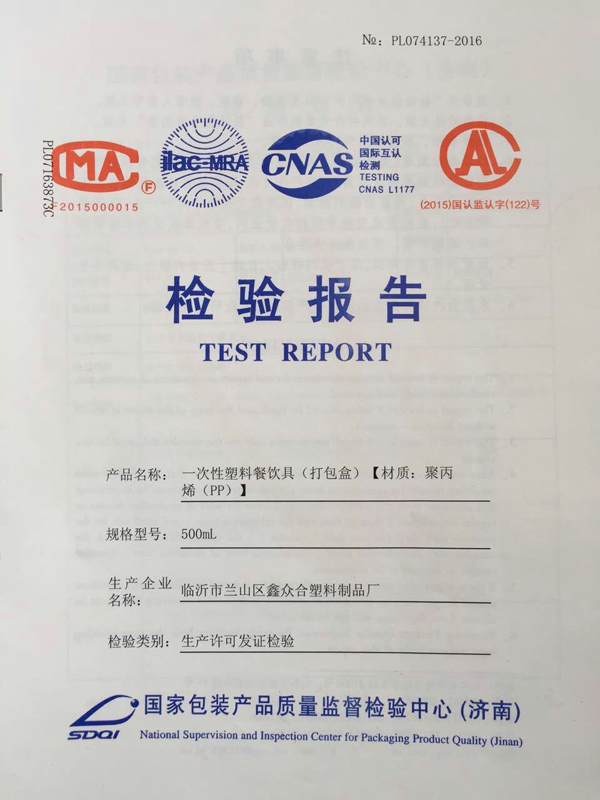 №: PL074137-2016
PL07163873C
CMA
F
F2015000015
ilac-MRA
CNAS
中国认可
国际互认
检测
TESTING
CNAS L1177
CAL
(2015)国认监认字(122)号
检验报告
TEST REPORT
产品名称: 一次性塑料餐饮具（打包盒）【材质: 聚丙
烯（PP）】
规格型号: 500mL
生产企业
名称: 临沂市兰山区鑫众合塑料制品厂
检验类别: 生产许可发证检验
国家包装产品质量监督检验中心(济南)
SDQI
National Supervision and Inspection Center for Packaging Product Quality (Jinan)